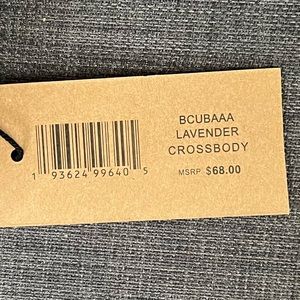 BCUBAAA
LAVENDER
CROSSBODY
MSRP $68.00
1 93624 99640 5